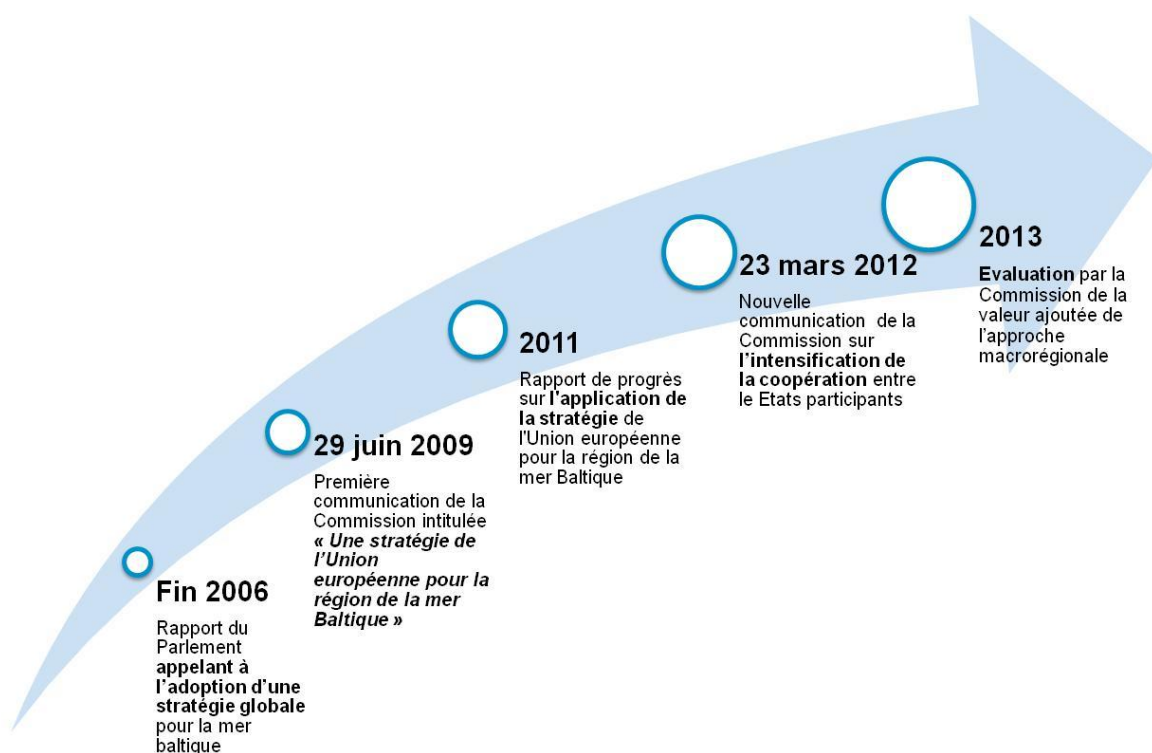 Fin 2006
Rapport du
Parlement
appelant à
l'adoption d'une
stratégie globale
pour la mer
baltique
29 juin 2009
Première
communication de la
Commission intitulée
« Une stratégie de
l'Union
européenne pour la
région de la mer
Baltique »
2011
Rapport de progrès
sur l'application de
la stratégie de
l'Union européenne
pour la région de la
mer Baltique
23 mars 2012
Nouvelle
communication de la
Commission sur
l'intensification de
la coopération entre
le Etats participants
2013
Evaluation par la
Commission de la
valeur ajoutée de
l'approche
macrorégionale